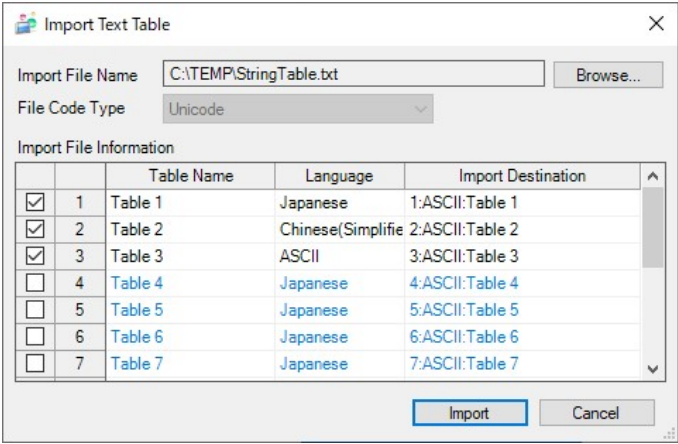 Import Text Table
Import File Name C:\TEMP\StringTable.txt Browse...
File Code Type Unicode
Import File Information
Table Name Language Import Destination
1 Table 1 Japanese 1:ASCII:Table 1
2 Table 2 Chinese(Simplifie 2:ASCII:Table 2
3 Table 3 ASCII 3:ASCII:Table 3
4 Table 4 Japanese 4:ASCII:Table 4
5 Table 5 Japanese 5:ASCII:Table 5
6 Table 6 Japanese 6:ASCII:Table 6
7 Table 7 Japanese 7:ASCII:Table 7
Import Cancel